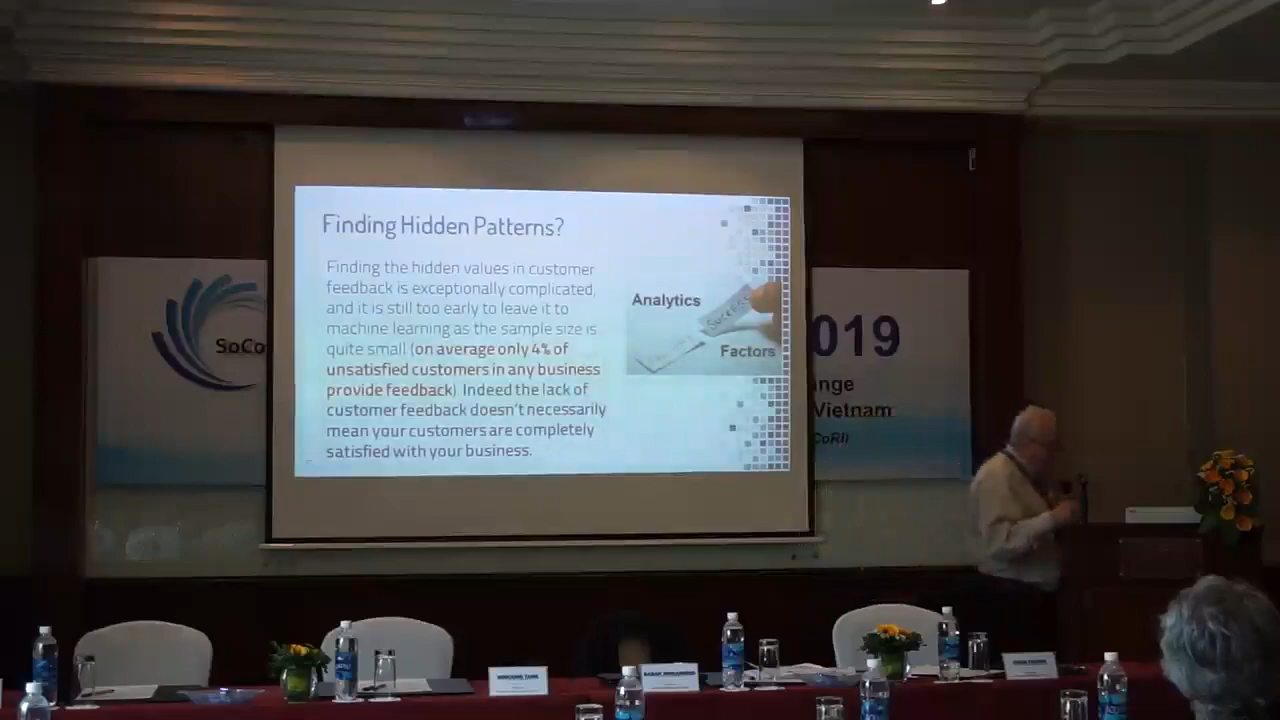 Finding Hidden Patterns?
Finding the hidden values in customer
feedback is exceptionally complicated,
and it is still too early to leave it to
machine learning as the sample size is
quite small (on average only 4% of
unsatisfied customers in any business
provide feedback) Indeed the lack of
customer feedback doesn't necessarily
mean your customers are completely
satisfied with your business.
Analytics
Success
Factors
SoCo
019
ange
Vietnam
CoRI)